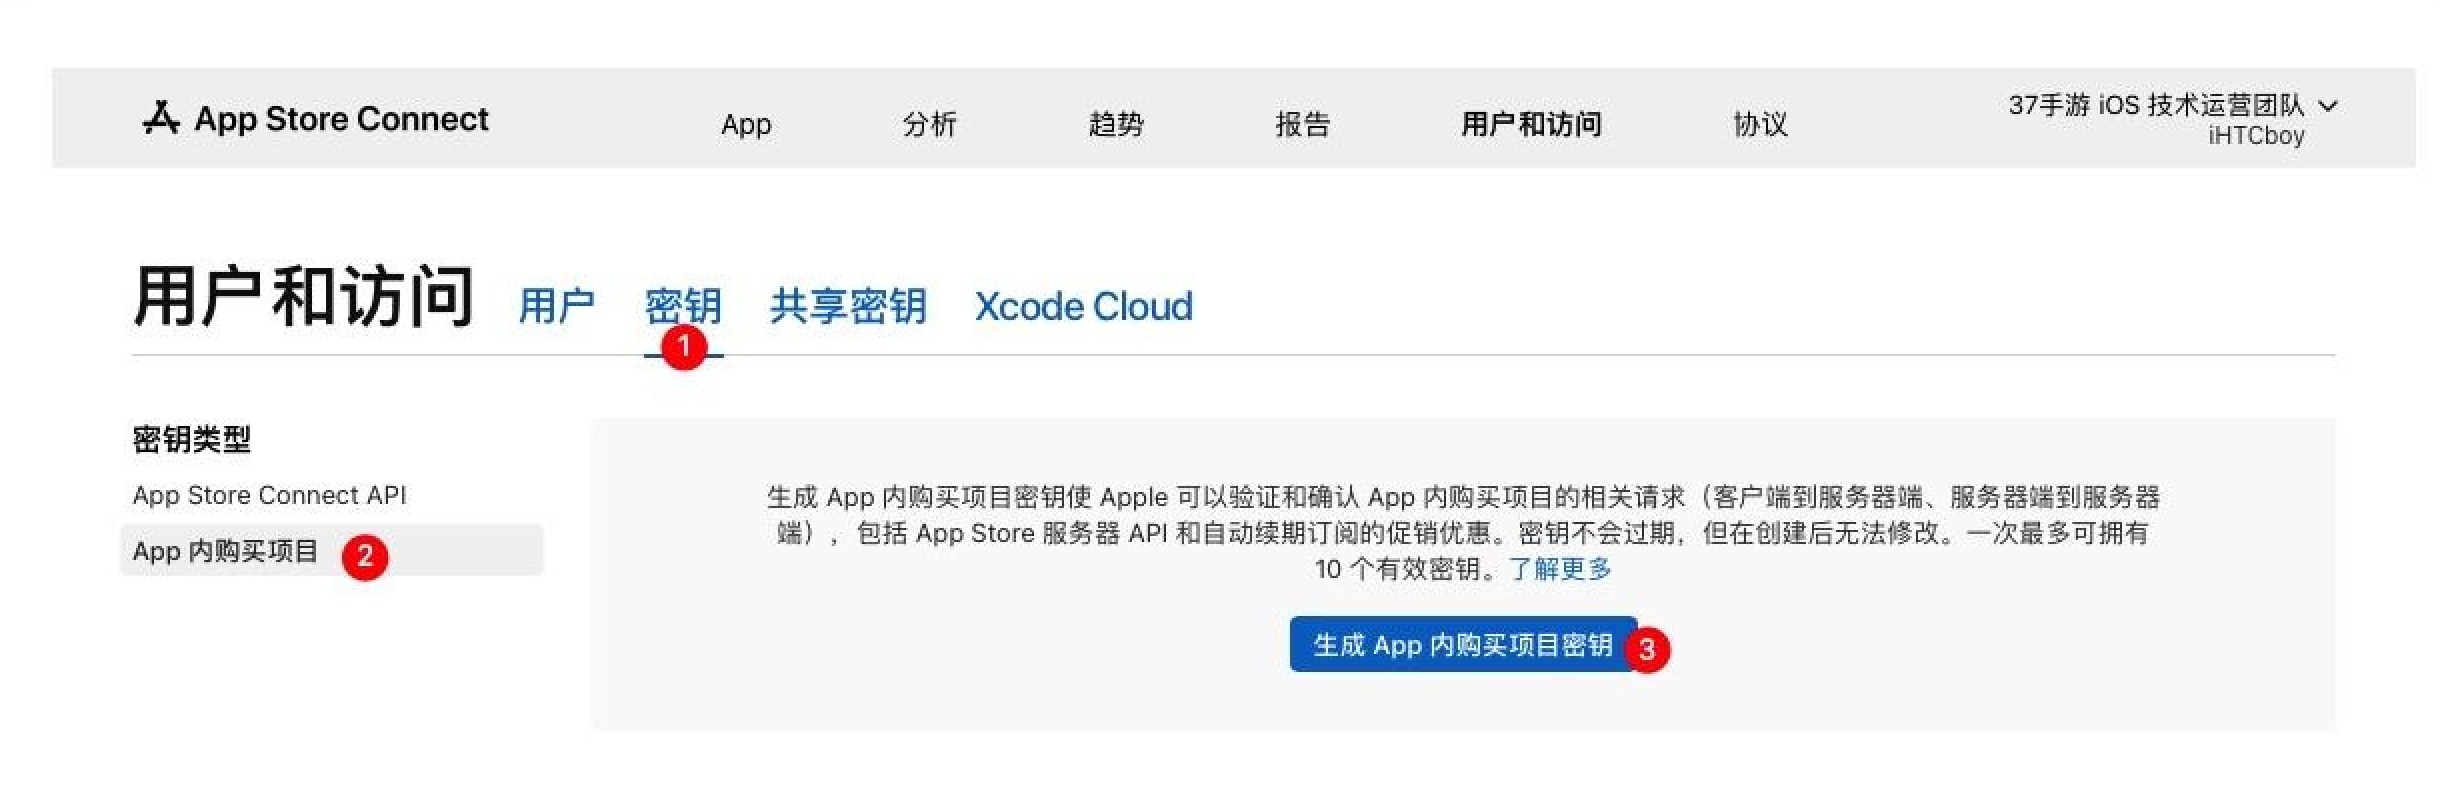 App Store Connect
App
分析
趋势
报告
用户和访问
协议
37手游 iOS 技术运营团队
iHTCboy
用户和访问
用户
密钥
共享密钥
Xcode Cloud
1
密钥类型
App Store Connect API
App 内购买项目
2
生成 App 内购买项目密钥使 Apple 可以验证和确认 App 内购买项目的相关请求（客户端到服务器端、服务器端到服务器
端），包括 App Store 服务器 API 和自动续期订阅的促销优惠。密钥不会过期，但在创建后无法修改。一次最多可拥有
10 个有效密钥。了解更多
生成 App 内购买项目密钥
3